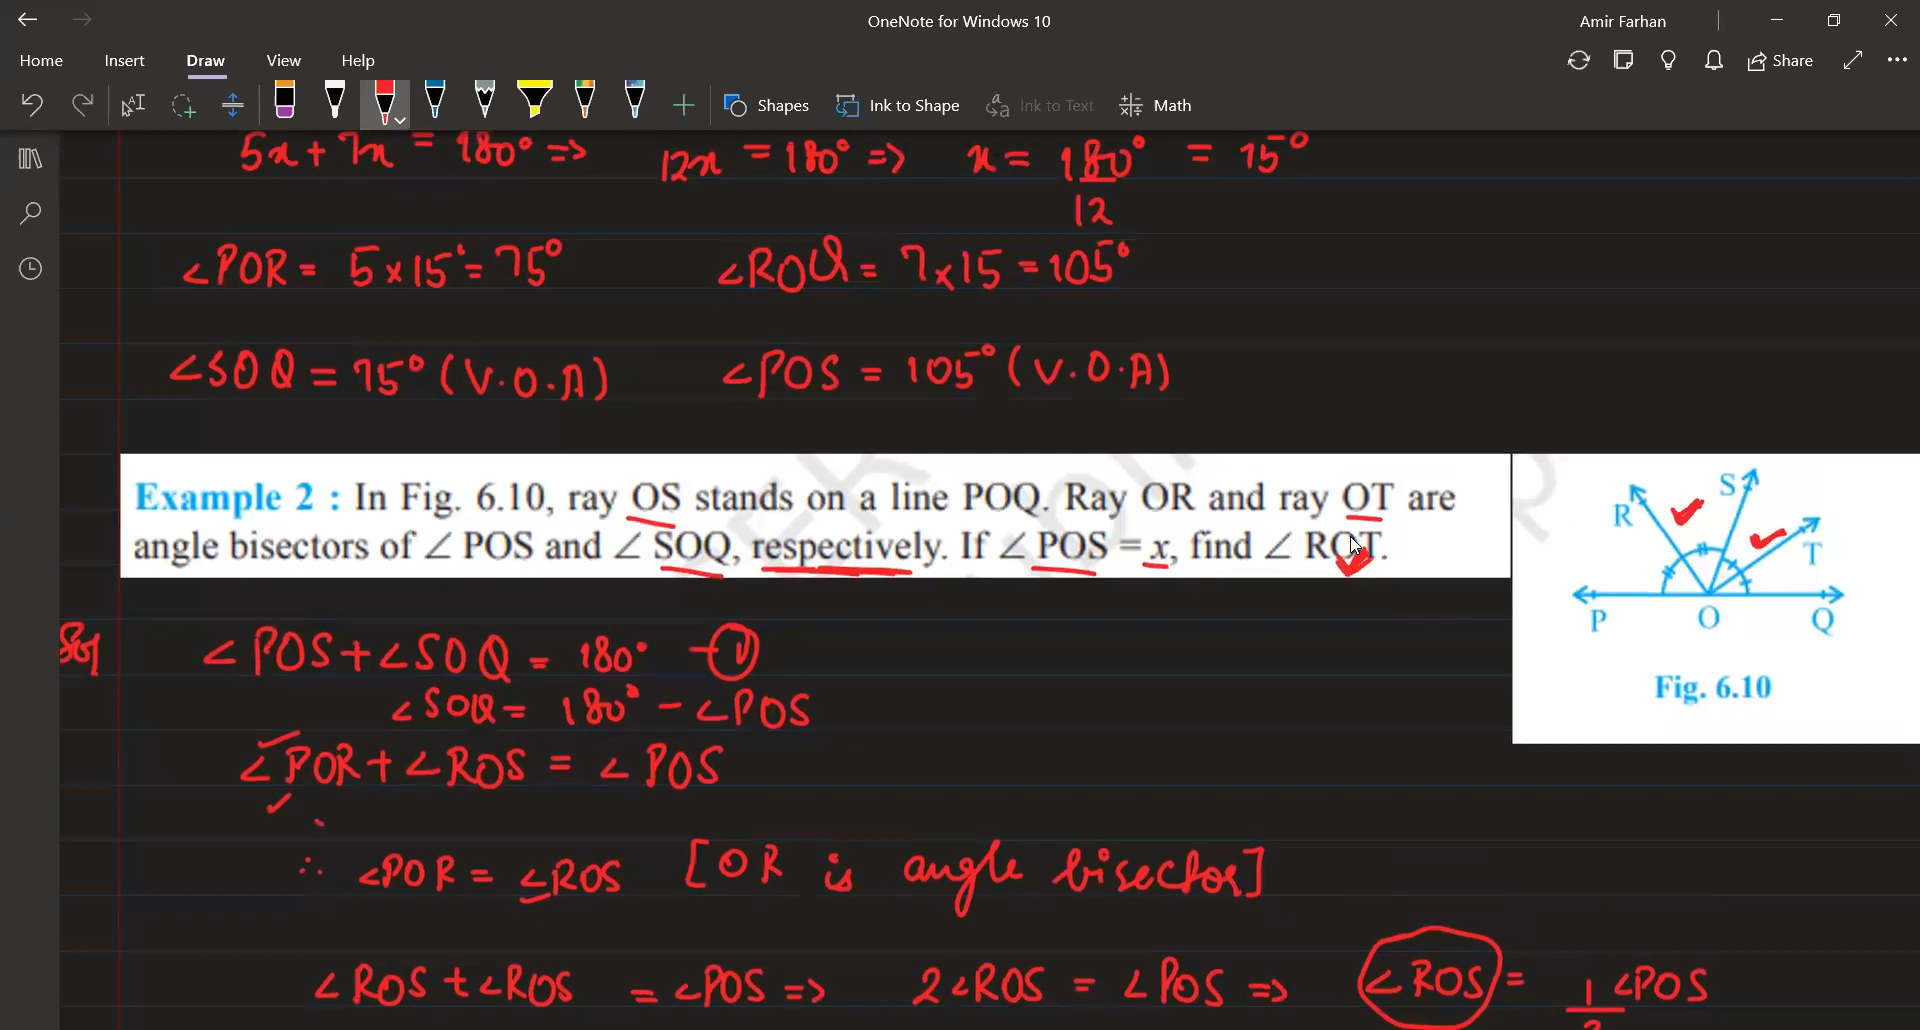 OneNote for Windows 10
Amir Farhan
Home Insert Draw View Help
Share
Shapes Ink to Shape Ink to Text Math
5x + 7x = 180° => 12x = 180° => x = 180° = 15°
12
∠POR = 5 × 15° = 75° ∠ROQ = 7 × 15 = 105°
∠SOQ = 75° (V.O.A) ∠POS = 105° (V.O.A)
Example 2 : In Fig. 6.10, ray OS stands on a line POQ. Ray OR and ray OT are
angle bisectors of ∠ POS and ∠ SOQ, respectively. If ∠ POS = x, find ∠ ROT.
S
R
T
P O Q
Fig. 6.10
Sol ∠POS + ∠SOQ = 180° -①
∠SOQ = 180° - ∠POS
∠POR + ∠ROS = ∠POS
∴ ∠POR = ∠ROS [OR is angle bisector]
∠ROS + ∠ROS = ∠POS => 2∠ROS = ∠POS => ∠ROS = 1 ∠POS